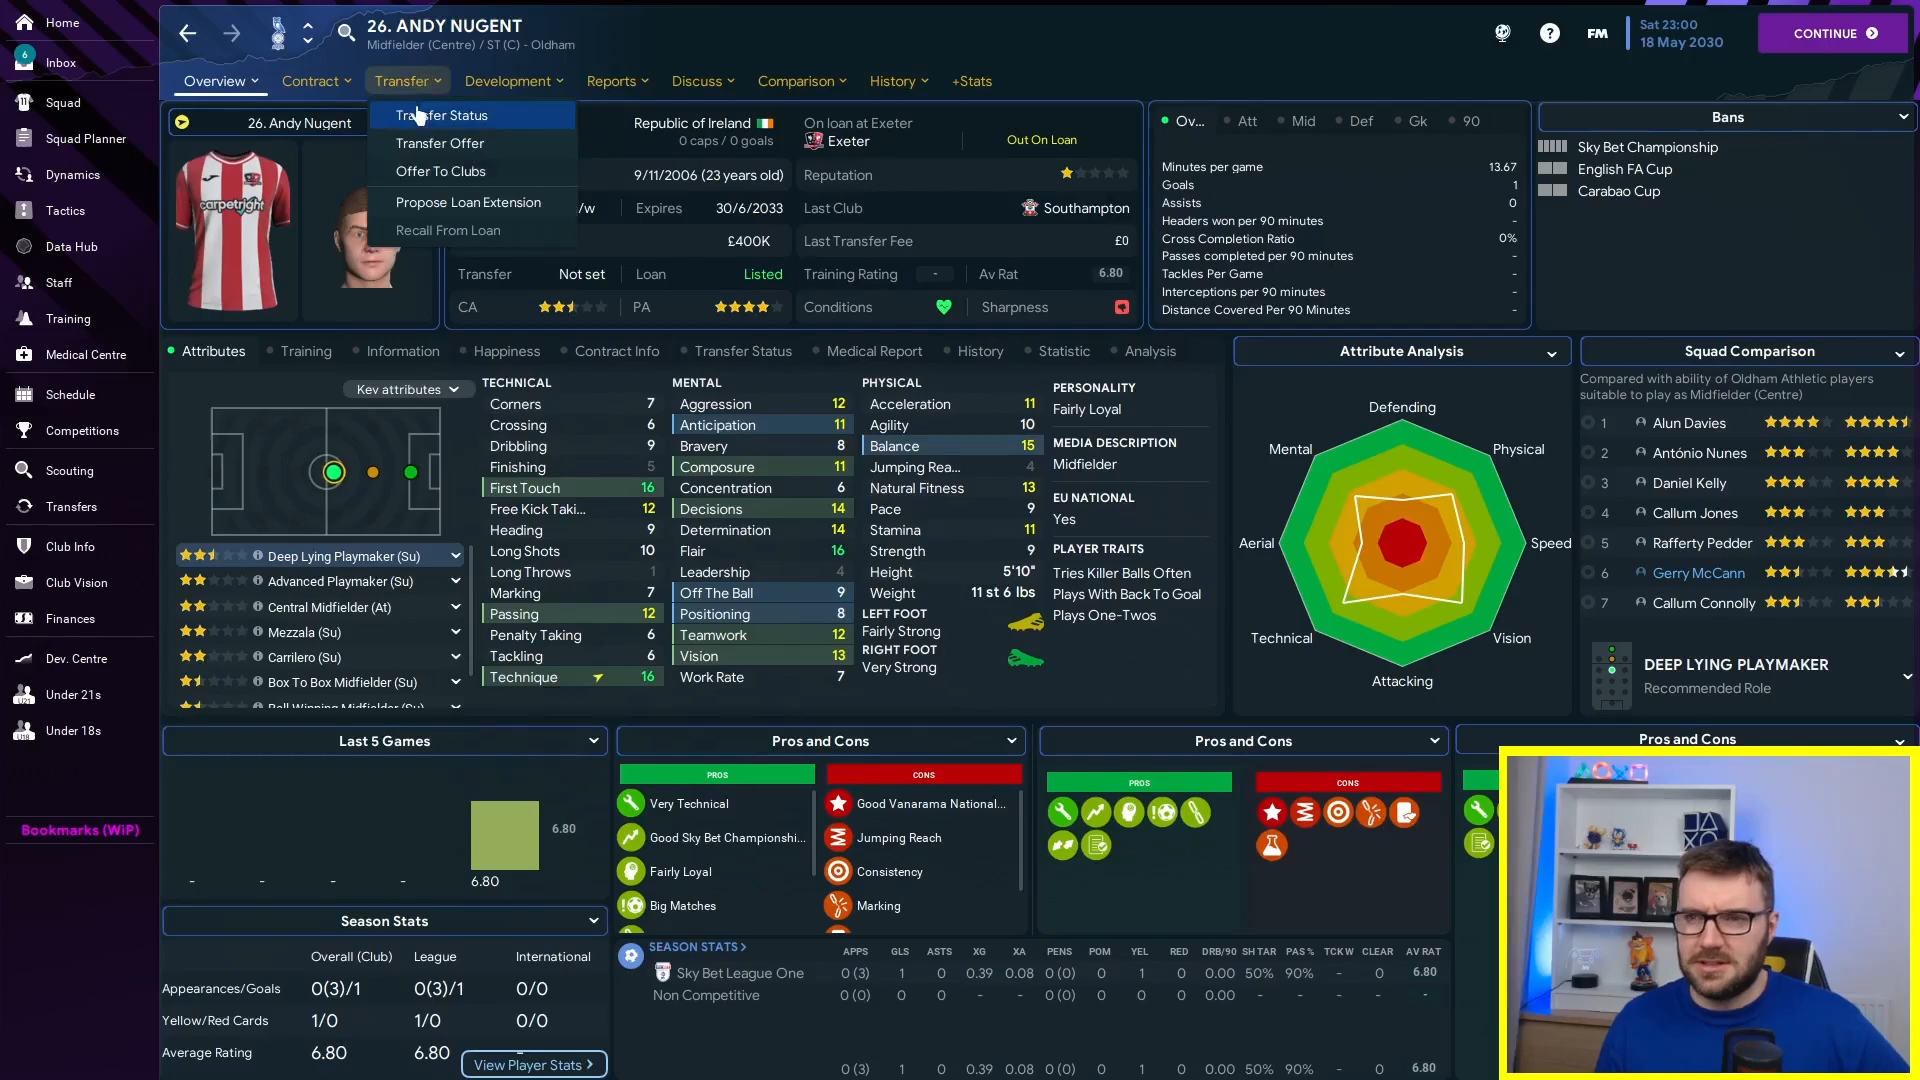 Home
6
Inbox
Squad
Squad Planner
Dynamics
Tactics
Data Hub
Staff
Training
Medical Centre
Schedule
Competitions
Scouting
Transfers
Club Info
Club Vision
Finances
Dev. Centre
Under 21s
Under 18s
Bookmarks (WiP)
26. ANDY NUGENT
Midfielder (Centre) / ST (C) - Oldham
FM
Sat 23:00
18 May 2030
CONTINUE
Overview
Contract
Transfer
Development
Reports
Discuss
Comparison
History
+Stats
Transfer Status
Transfer Offer
Offer To Clubs
Propose Loan Extension
Recall From Loan
26. Andy Nugent
carpetright
Republic of Ireland
0 caps / 0 goals
9/11/2006 (23 years old)
/w
Expires 30/6/2033
£400K
Transfer Not set
Loan Listed
CA
PA
On loan at Exeter
Exeter
Out On Loan
Reputation
Last Club Southampton
Last Transfer Fee £0
Training Rating - Av Rat 6.80
Conditions
Sharpness
Ov... Att Mid Def Gk 90
Minutes per game 13.67
Goals 1
Assists 0
Headers won per 90 minutes -
Cross Completion Ratio 0%
Passes completed per 90 minutes -
Tackles Per Game -
Interceptions per 90 minutes -
Distance Covered Per 90 Minutes -
Bans
Sky Bet Championship
English FA Cup
Carabao Cup
Attributes Training Information Happiness Contract Info Transfer Status Medical Report History Statistic Analysis
Key attributes
Deep Lying Playmaker (Su)
Advanced Playmaker (Su)
Central Midfielder (At)
Mezzala (Su)
Carrilero (Su)
Box To Box Midfielder (Su)
Ball Winning Midfielder (Su)
TECHNICAL
Corners 7
Crossing 6
Dribbling 9
Finishing 5
First Touch 16
Free Kick Taki... 12
Heading 9
Long Shots 10
Long Throws 1
Marking 7
Passing 12
Penalty Taking 6
Tackling 6
Technique 16
MENTAL
Aggression 12
Anticipation 11
Bravery 8
Composure 11
Concentration 6
Decisions 14
Determination 14
Flair 16
Leadership 4
Off The Ball 9
Positioning 8
Teamwork 12
Vision 13
Work Rate 7
PHYSICAL
Acceleration 11
Agility 10
Balance 15
Jumping Rea... 4
Natural Fitness 13
Pace 9
Stamina 11
Strength 9
Height 5'10"
Weight 11 st 6 lbs
LEFT FOOT
Fairly Strong
RIGHT FOOT
Very Strong
PERSONALITY
Fairly Loyal
MEDIA DESCRIPTION
Midfielder
EU NATIONAL
Yes
PLAYER TRAITS
Tries Killer Balls Often
Plays With Back To Goal
Plays One-Twos
Attribute Analysis
Defending
Mental
Physical
Aerial
Speed
Technical
Vision
Attacking
Squad Comparison
Compared with ability of Oldham Athletic players
suitable to play as Midfielder (Centre)
1 Alun Davies
2 António Nunes
3 Daniel Kelly
4 Callum Jones
5 Rafferty Pedder
6 Gerry McCann
7 Callum Connolly
DEEP LYING PLAYMAKER
Recommended Role
Last 5 Games
- - - - 6.80
6.80
Season Stats
Overall (Club) League International
Appearances/Goals 0(3)/1 0(3)/1 0/0
Yellow/Red Cards 1/0 1/0 0/0
Average Rating 6.80 6.80 -
View Player Stats
Pros and Cons
PROS
CONS
Very Technical
Good Sky Bet Championshi...
Fairly Loyal
Big Matches
Good Vanarama National...
Jumping Reach
Consistency
Marking
Pros and Cons
PROS
CONS
Pros and Cons
SEASON STATS
APPS GLS ASTS XG XA PENS POM YEL RED DRB/90 SH TAR PAS % TCK W CLEAR AV RAT
Sky Bet League One 0 (3) 1 0 0.39 0.08 0 (0) 0 1 0 0.00 50% 90% - 0 6.80
Non Competitive 0 (0) 0 0 - - 0 (0) 0 0 0 0.00 - - - - -
0 (3) 1 0 0.39 0.08 0 (0) 0 1 0 0.00 50% 90% - 0 6.80